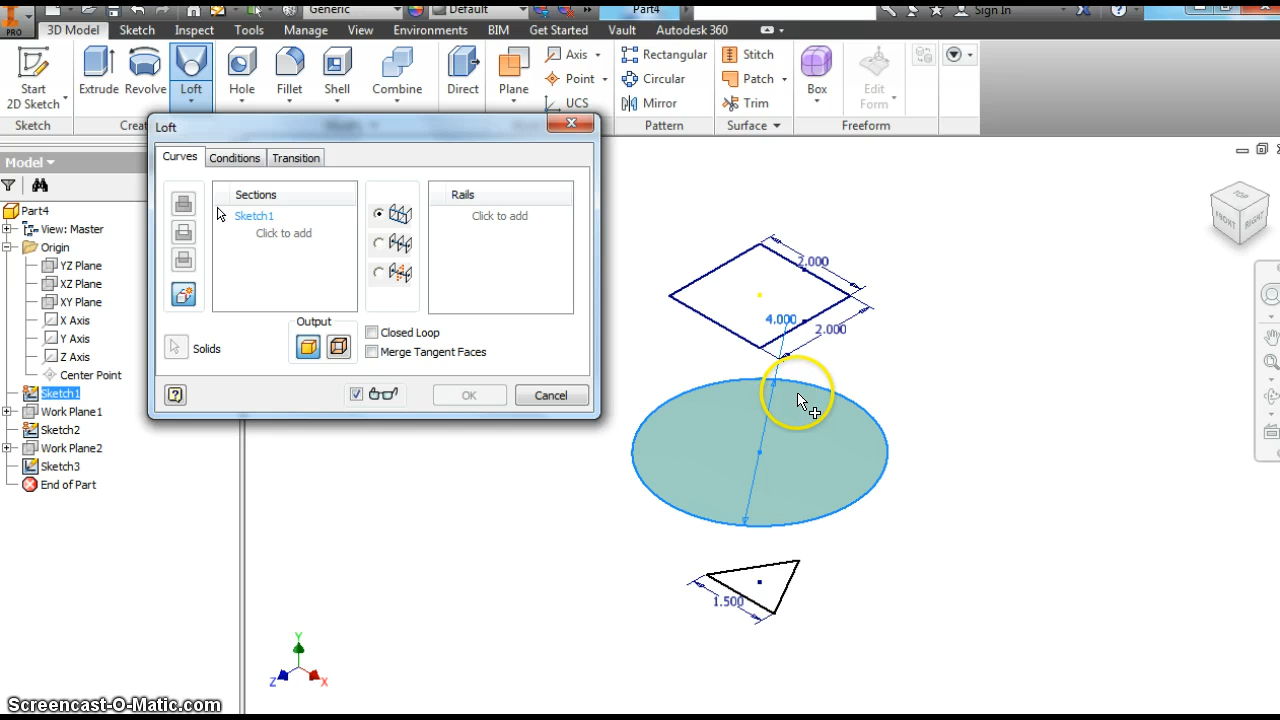 Generic
Default
Part4
Sign In
PRO
3D Model Sketch Inspect Tools Manage View Environments BIM Get Started Vault Autodesk 360
Start
2D Sketch
Extrude Revolve Loft Hole Fillet Shell Combine Direct Plane
Axis
Point
UCS
Rectangular
Circular
Mirror
Stitch
Patch
Trim
Box
Edit
Form
Sketch Pattern Surface Freeform
Loft
Curves Conditions Transition
Sections
Sketch1
Click to add
Rails
Click to add
Output
Solids
Closed Loop
Merge Tangent Faces
OK
Cancel
Model
Part4
View: Master
Origin
YZ Plane
XZ Plane
XY Plane
X Axis
Y Axis
Z Axis
Center Point
Sketch1
Work Plane1
Sketch2
Work Plane2
Sketch3
End of Part
TOP
FRONT
RIGHT
2.000
4.000
2.000
1.500
Y
Z
X
Screencast-O-Matic.com